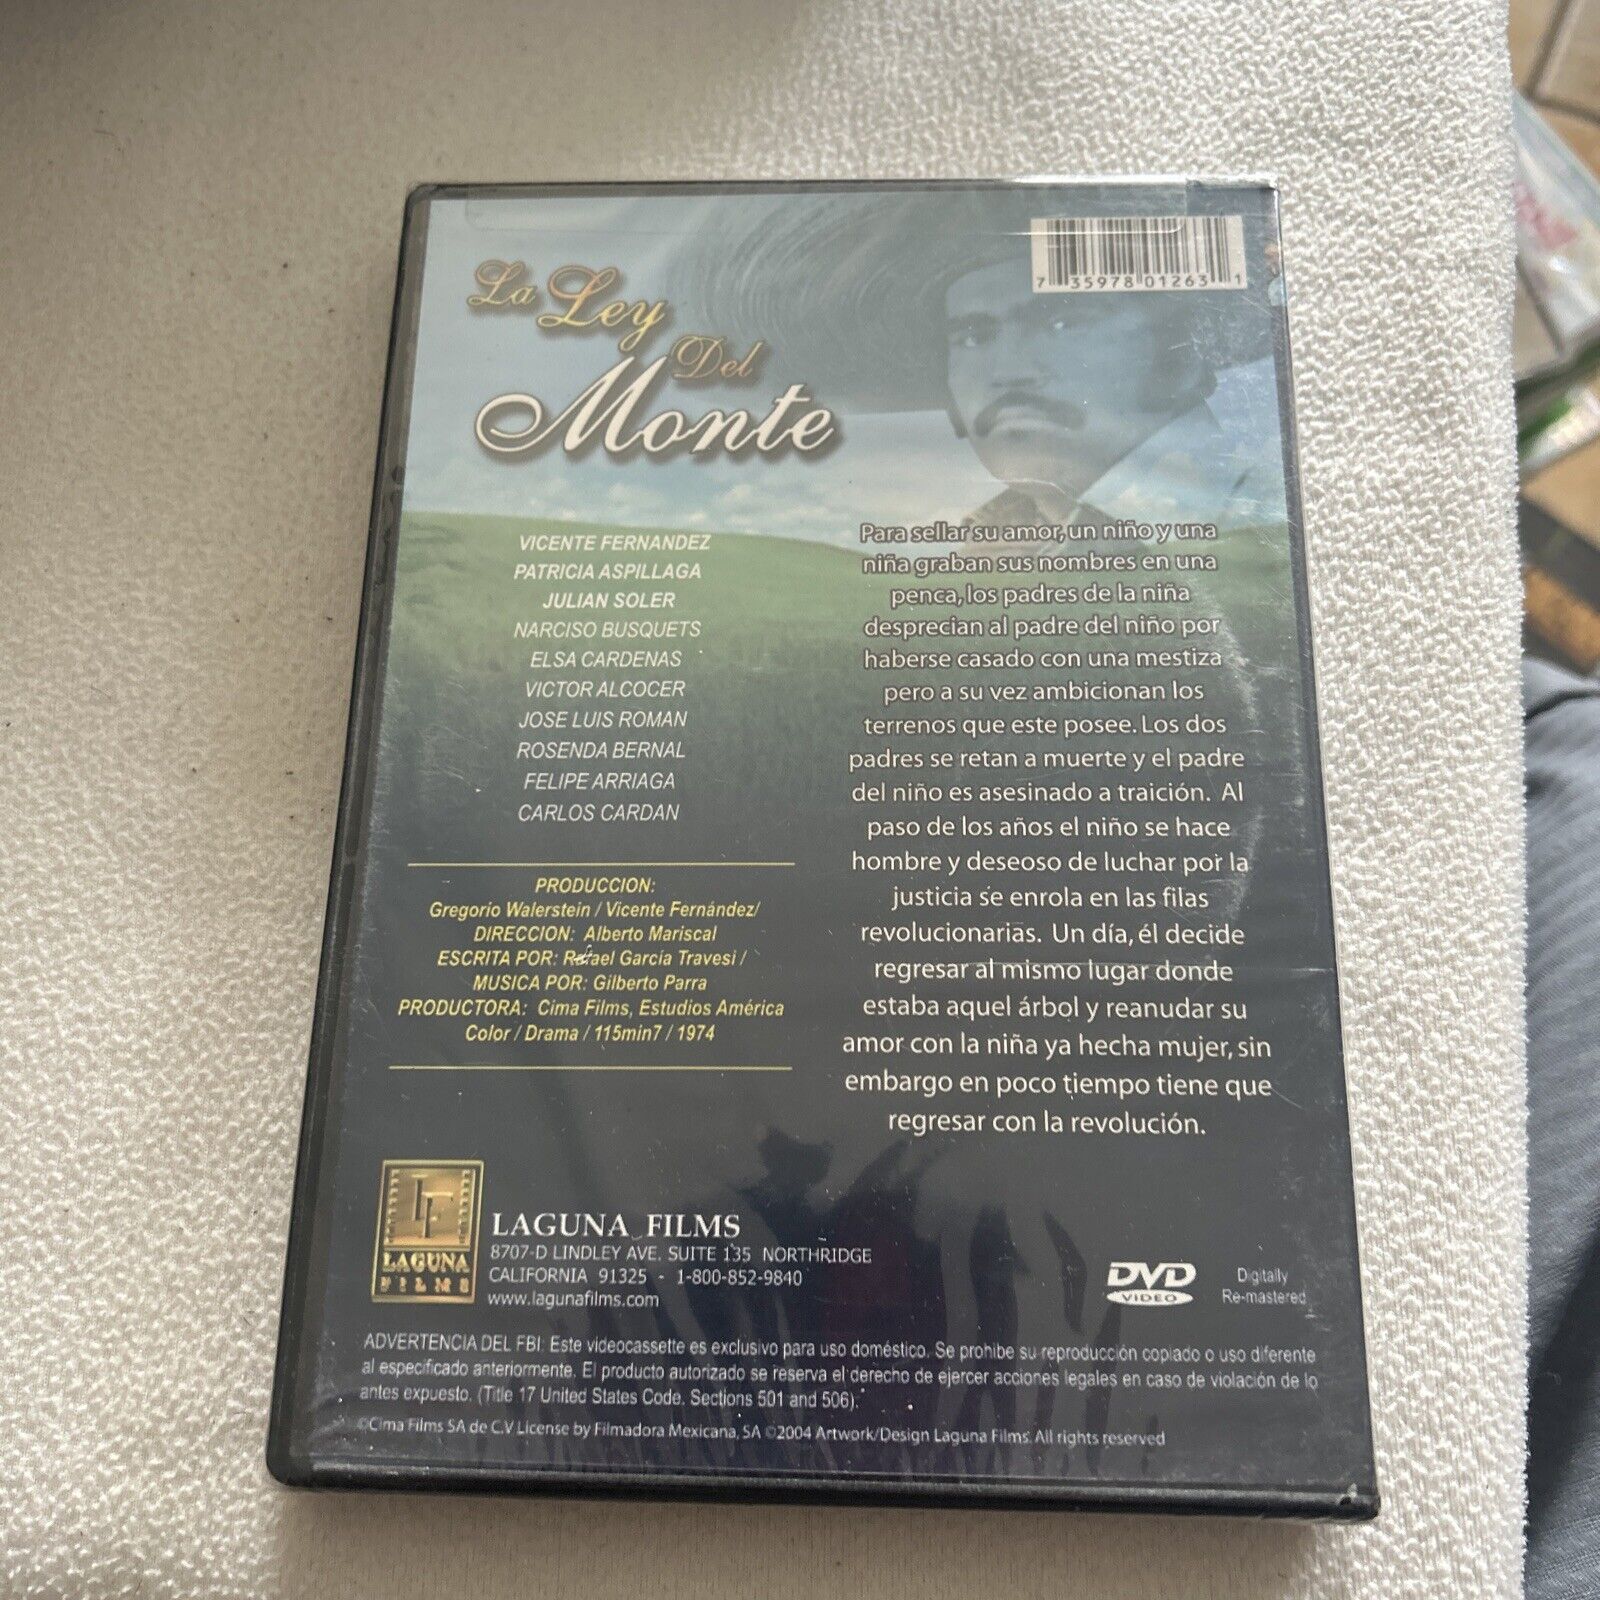 7 35978 01263 1
La Ley
Del
Monte
VICENTE FERNANDEZ
PATRICIA ASPILLAGA
JULIAN SOLER
NARCISO BUSQUETS
ELSA CARDENAS
VICTOR ALCOCER
JOSE LUIS ROMAN
ROSENDA BERNAL
FELIPE ARRIAGA
CARLOS CARDAN
PRODUCCION:
Gregorio Walerstein / Vicente Fernández/
DIRECCION: Alberto Mariscal
ESCRITA POR: Rafael García Travesi /
MUSICA POR: Gilberto Parra
PRODUCTORA: Cima Films, Estudios América
Color / Drama / 115min7 / 1974
Para sellar su amor, un niño y una
niña graban sus nombres en una
penca, los padres de la niña
desprecian al padre del niño por
haberse casado con una mestiza
pero a su vez ambicionan los
terrenos que este posee. Los dos
padres se retan a muerte y el padre
del niño es asesinado a traición. Al
paso de los años el niño se hace
hombre y deseoso de luchar por la
justicia se enrola en las filas
revolucionarias. Un día, él decide
regresar al mismo lugar donde
estaba aquel árbol y reanudar su
amor con la niña ya hecha mujer, sin
embargo en poco tiempo tiene que
regresar con la revolución.
LF
LAGUNA
FILMS
LAGUNA FILMS
8707-D LINDLEY AVE. SUITE 135 NORTHRIDGE
CALIFORNIA 91325 - 1-800-852-9840
www.lagunafilms.com
DVD
VIDEO
Digitally
Re-mastered
ADVERTENCIA DEL FBI: Este videocassette es exclusivo para uso doméstico. Se prohibe su reproducción copiado o uso diferente
al especificado anteriormente. El producto autorizado se reserva el derecho de ejercer acciones legales en caso de violación de lo
antes expuesto. (Title 17 United States Code. Sections 501 and 506).
©Cima Films SA de C.V License by Filmadora Mexicana, SA ©2004 Artwork/Design Laguna Films. All rights reserved